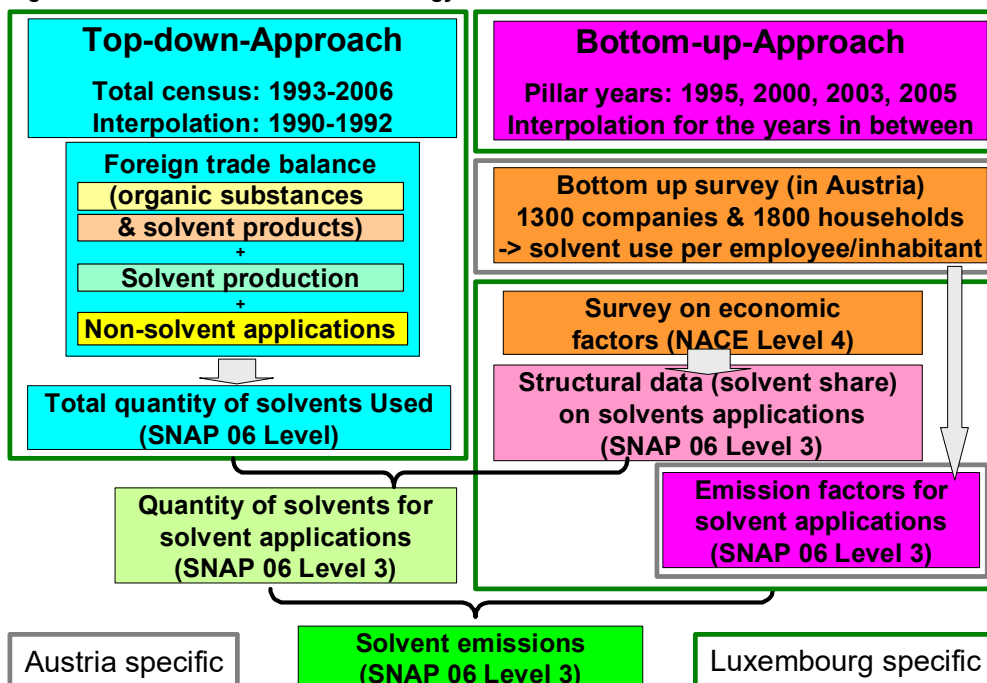 Top-down-Approach
Total census: 1993-2006
Interpolation: 1990-1992
Foreign trade balance
(organic substances
& solvent products)
+
Solvent production
+
Non-solvent applications
Total quantity of solvents Used
(SNAP 06 Level)
Bottom-up-Approach
Pillar years: 1995, 2000, 2003, 2005
Interpolation for the years in between
Bottom up survey (in Austria)
1300 companies & 1800 households
-> solvent use per employee/inhabitant
Survey on economic
factors (NACE Level 4)
Structural data (solvent share)
on solvents applications
(SNAP 06 Level 3)
Emission factors for
solvent applications
(SNAP 06 Level 3)
Quantity of solvents for
solvent applications
(SNAP 06 Level 3)
Solvent emissions
(SNAP 06 Level 3)
Austria specific
Luxembourg specific